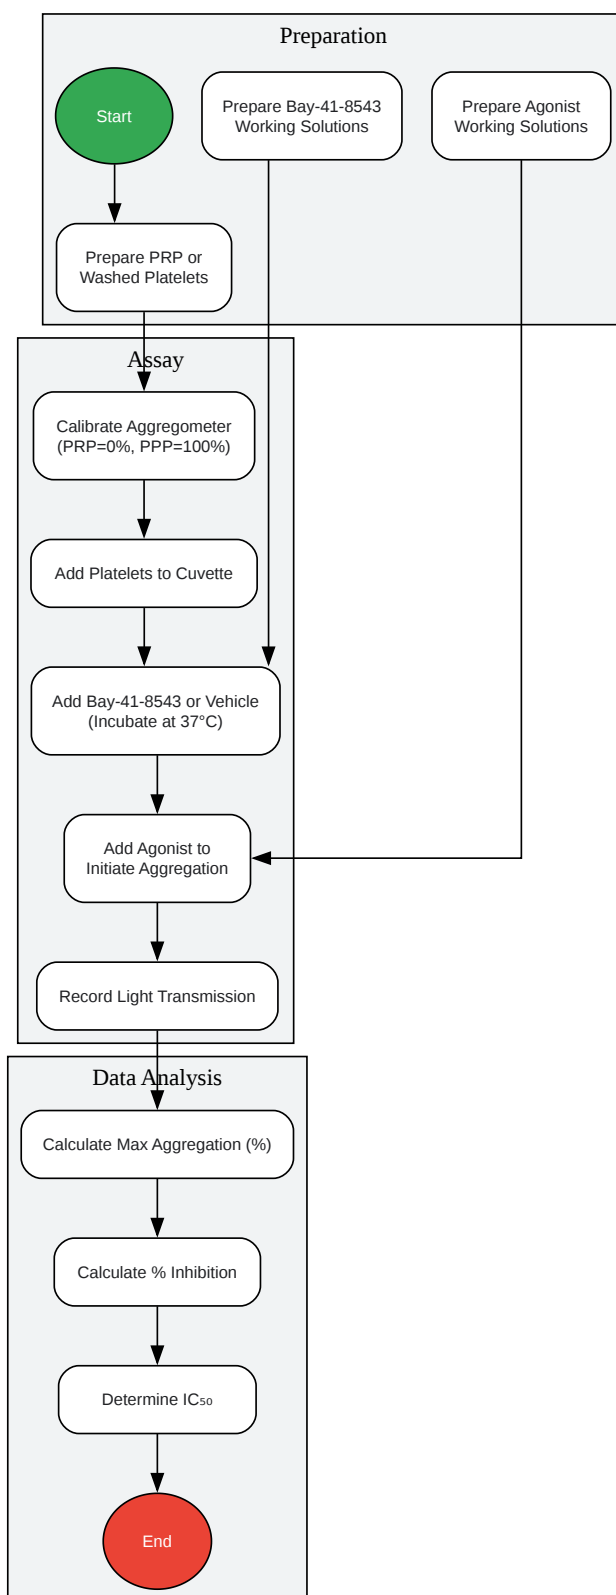 Preparation
Start
Prepare Bay-41-8543
Working Solutions
Prepare Agonist
Working Solutions
Prepare PRP or
Washed Platelets
Assay
Calibrate Aggregometer
(PRP=0%, PPP=100%)
Add Platelets to Cuvette
Add Bay-41-8543 or Vehicle
(Incubate at 37°C)
Add Agonist to
Initiate Aggregation
Record Light Transmission
Data Analysis
Calculate Max Aggregation (%)
Calculate % Inhibition
Determine IC₅₀
End